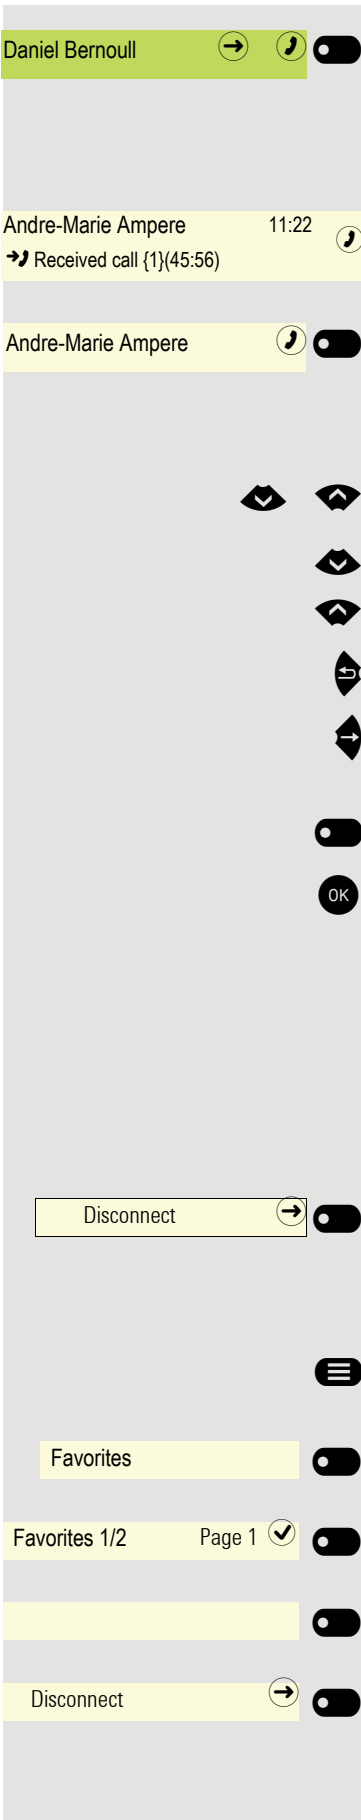 Daniel Bernoull
Andre-Marie Ampere 11:22
Received call {1}(45:56)
Andre-Marie Ampere
OK
Disconnect
Favorites
Favorites 1/2 Page 1
Disconnect